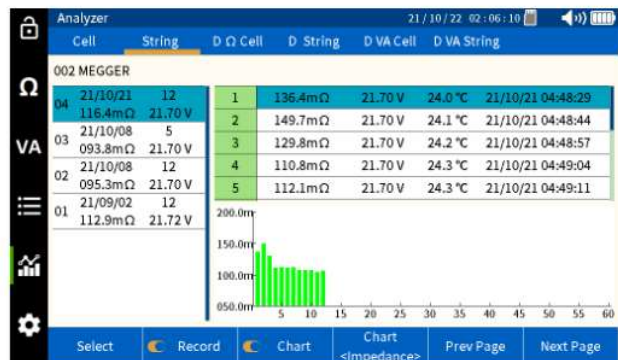 Analyzer 21/10/22 02:06:10
Cell String D Ω Cell D String D VA Cell D VA String
002 MEGGER
Ω
VA
04 21/10/21 12
116.4mΩ 21.70 V
03 21/10/08 5
093.8mΩ 21.70 V
02 21/10/08 12
095.3mΩ 21.70 V
01 21/09/02 12
112.9mΩ 21.72 V
1 136.4mΩ 21.70 V 24.0 °C 21/10/21 04:48:29
2 149.7mΩ 21.70 V 24.1 °C 21/10/21 04:48:44
3 129.8mΩ 21.70 V 24.2 °C 21/10/21 04:48:57
4 110.8mΩ 21.70 V 24.3 °C 21/10/21 04:49:04
5 112.1mΩ 21.70 V 24.3 °C 21/10/21 04:49:11
200.0m
150.0m
100.0m
050.0m
5 10 15 20 25 30 35 40 45 50 55 60
Select Record Chart Chart <Impedance> Prev Page Next Page